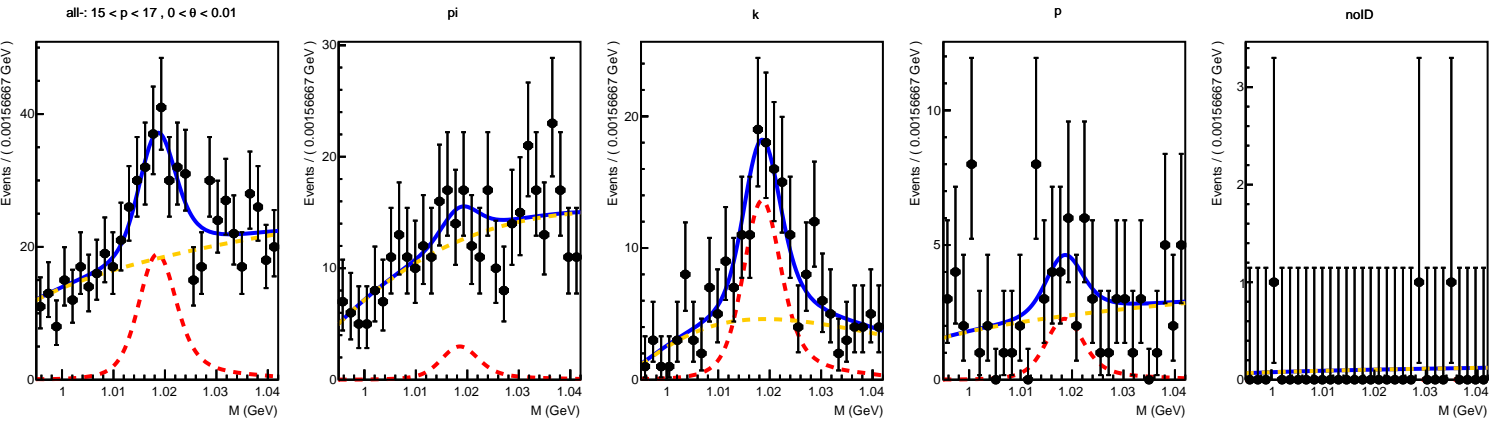 all-: 15 < p < 17 , 0 < θ < 0.01
Events / ( 0.00156667 GeV )
40
20
0
1 1.01 1.02 1.03 1.04
M (GeV)
pi
Events / ( 0.00156667 GeV )
30
20
10
0
1 1.01 1.02 1.03 1.04
M (GeV)
k
Events / ( 0.00156667 GeV )
20
10
0
1 1.01 1.02 1.03 1.04
M (GeV)
p
Events / ( 0.00156667 GeV )
10
5
0
1 1.01 1.02 1.03 1.04
M (GeV)
noID
Events / ( 0.00156667 GeV )
3
2
1
0
1 1.01 1.02 1.03 1.04
M (GeV)